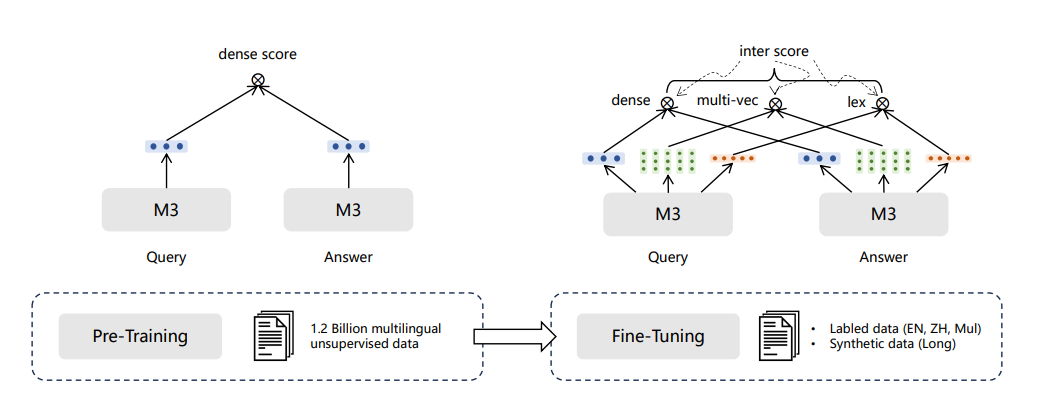 dense score
M3
M3
Query
Answer
Pre-Training
1.2 Billion multilingual
unsupervised data
inter score
dense
multi-vec
lex
M3
M3
Query
Answer
Fine-Tuning
• Labled data (EN, ZH, Mul)
• Synthetic data (Long)